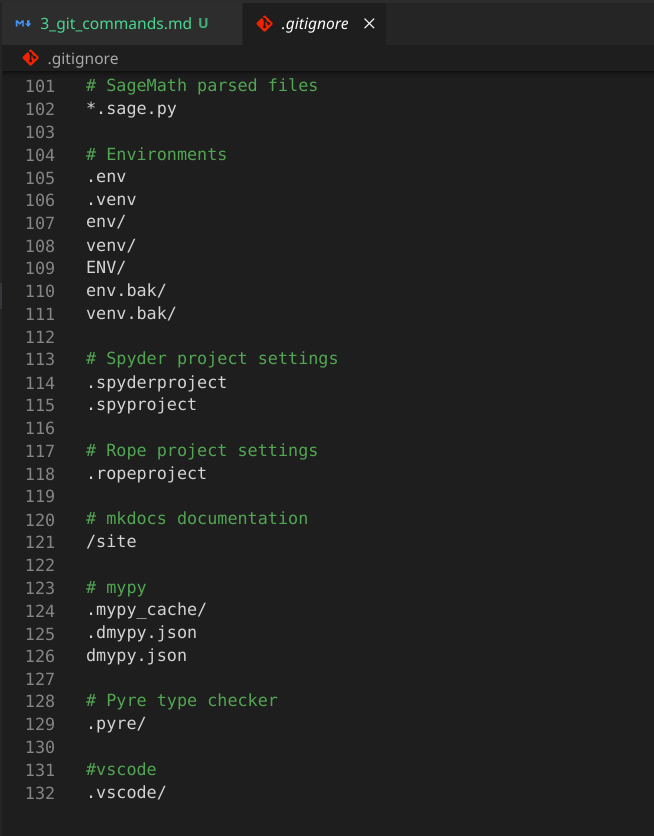 3_git_commands.md U
.gitignore
.gitignore
101 # SageMath parsed files
102 *.sage.py
103
104 # Environments
105 .env
106 .venv
107 env/
108 venv/
109 ENV/
110 env.bak/
111 venv.bak/
112
113 # Spyder project settings
114 .spyderproject
115 .spyproject
116
117 # Rope project settings
118 .ropeproject
119
120 # mkdocs documentation
121 /site
122
123 # mypy
124 .mypy_cache/
125 .dmypy.json
126 dmypy.json
127
128 # Pyre type checker
129 .pyre/
130
131 #vscode
132 .vscode/